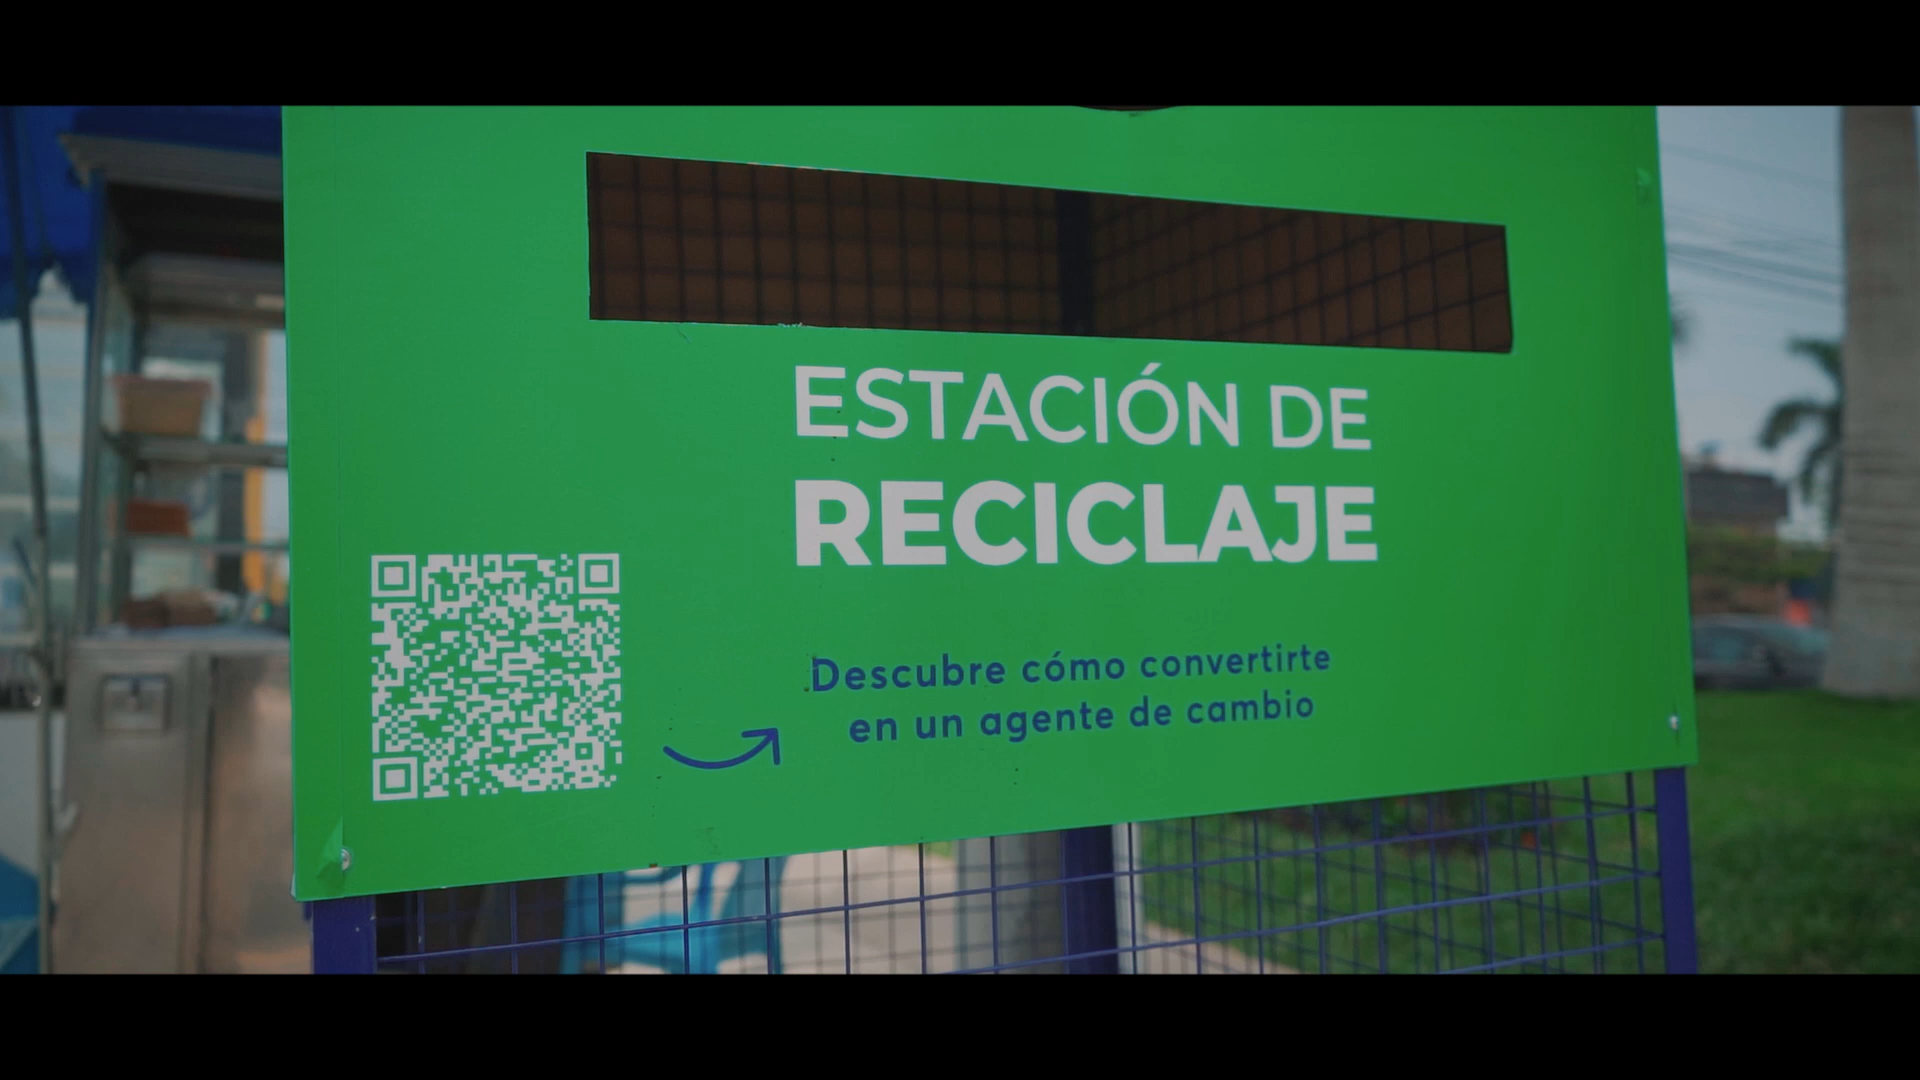 ESTACIÓN DE
RECICLAJE
Descubre cómo convertirte
en un agente de cambio